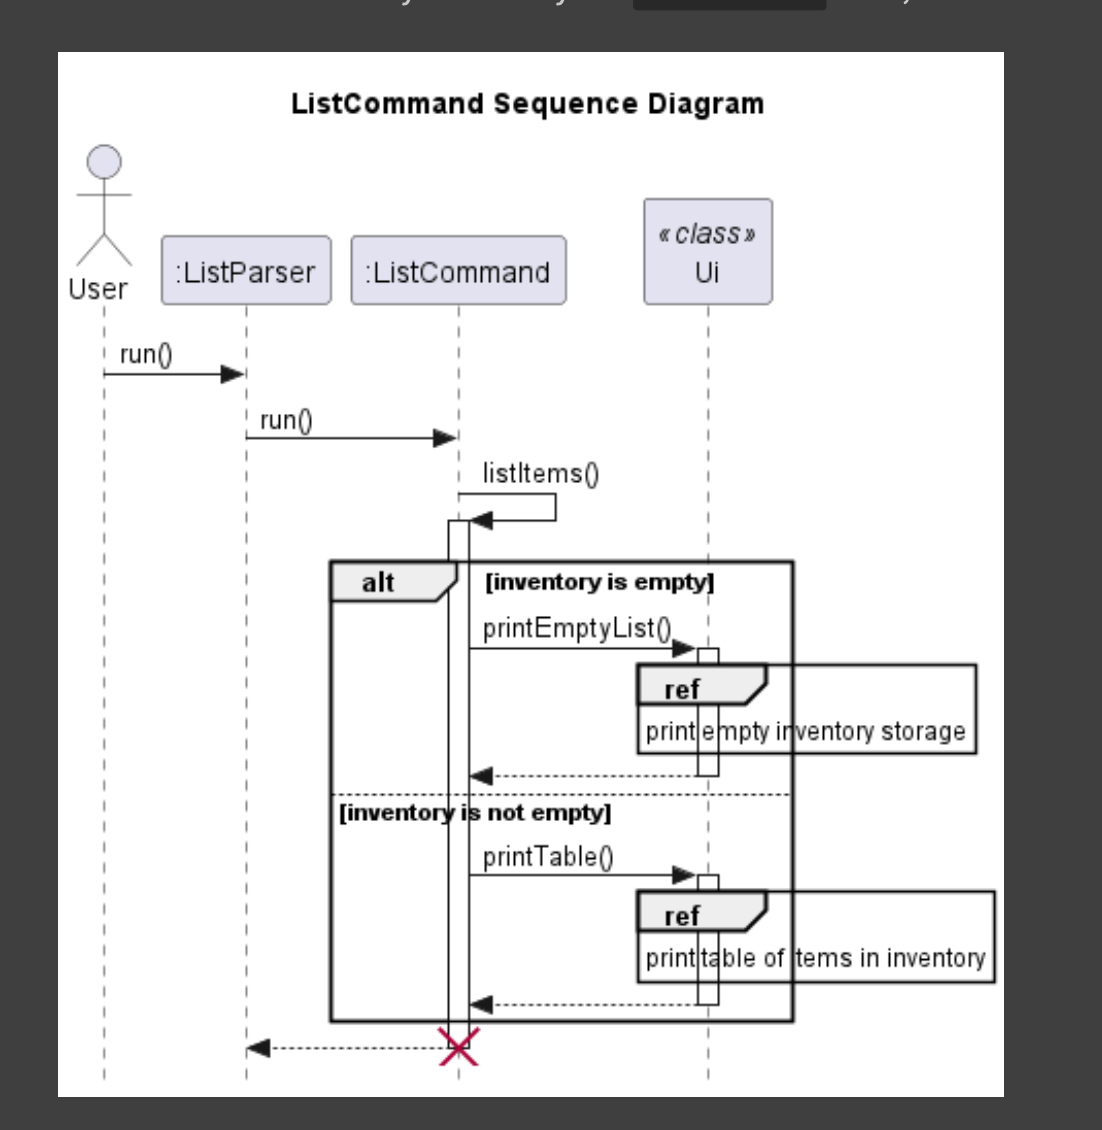 ListCommand Sequence Diagram
«class»
User
:ListParser
:ListCommand
Ui
run()
run()
listItems()
alt
[inventory is empty]
printEmptyList()
ref
print empty inventory storage
[inventory is not empty]
printTable()
ref
print table of items in inventory